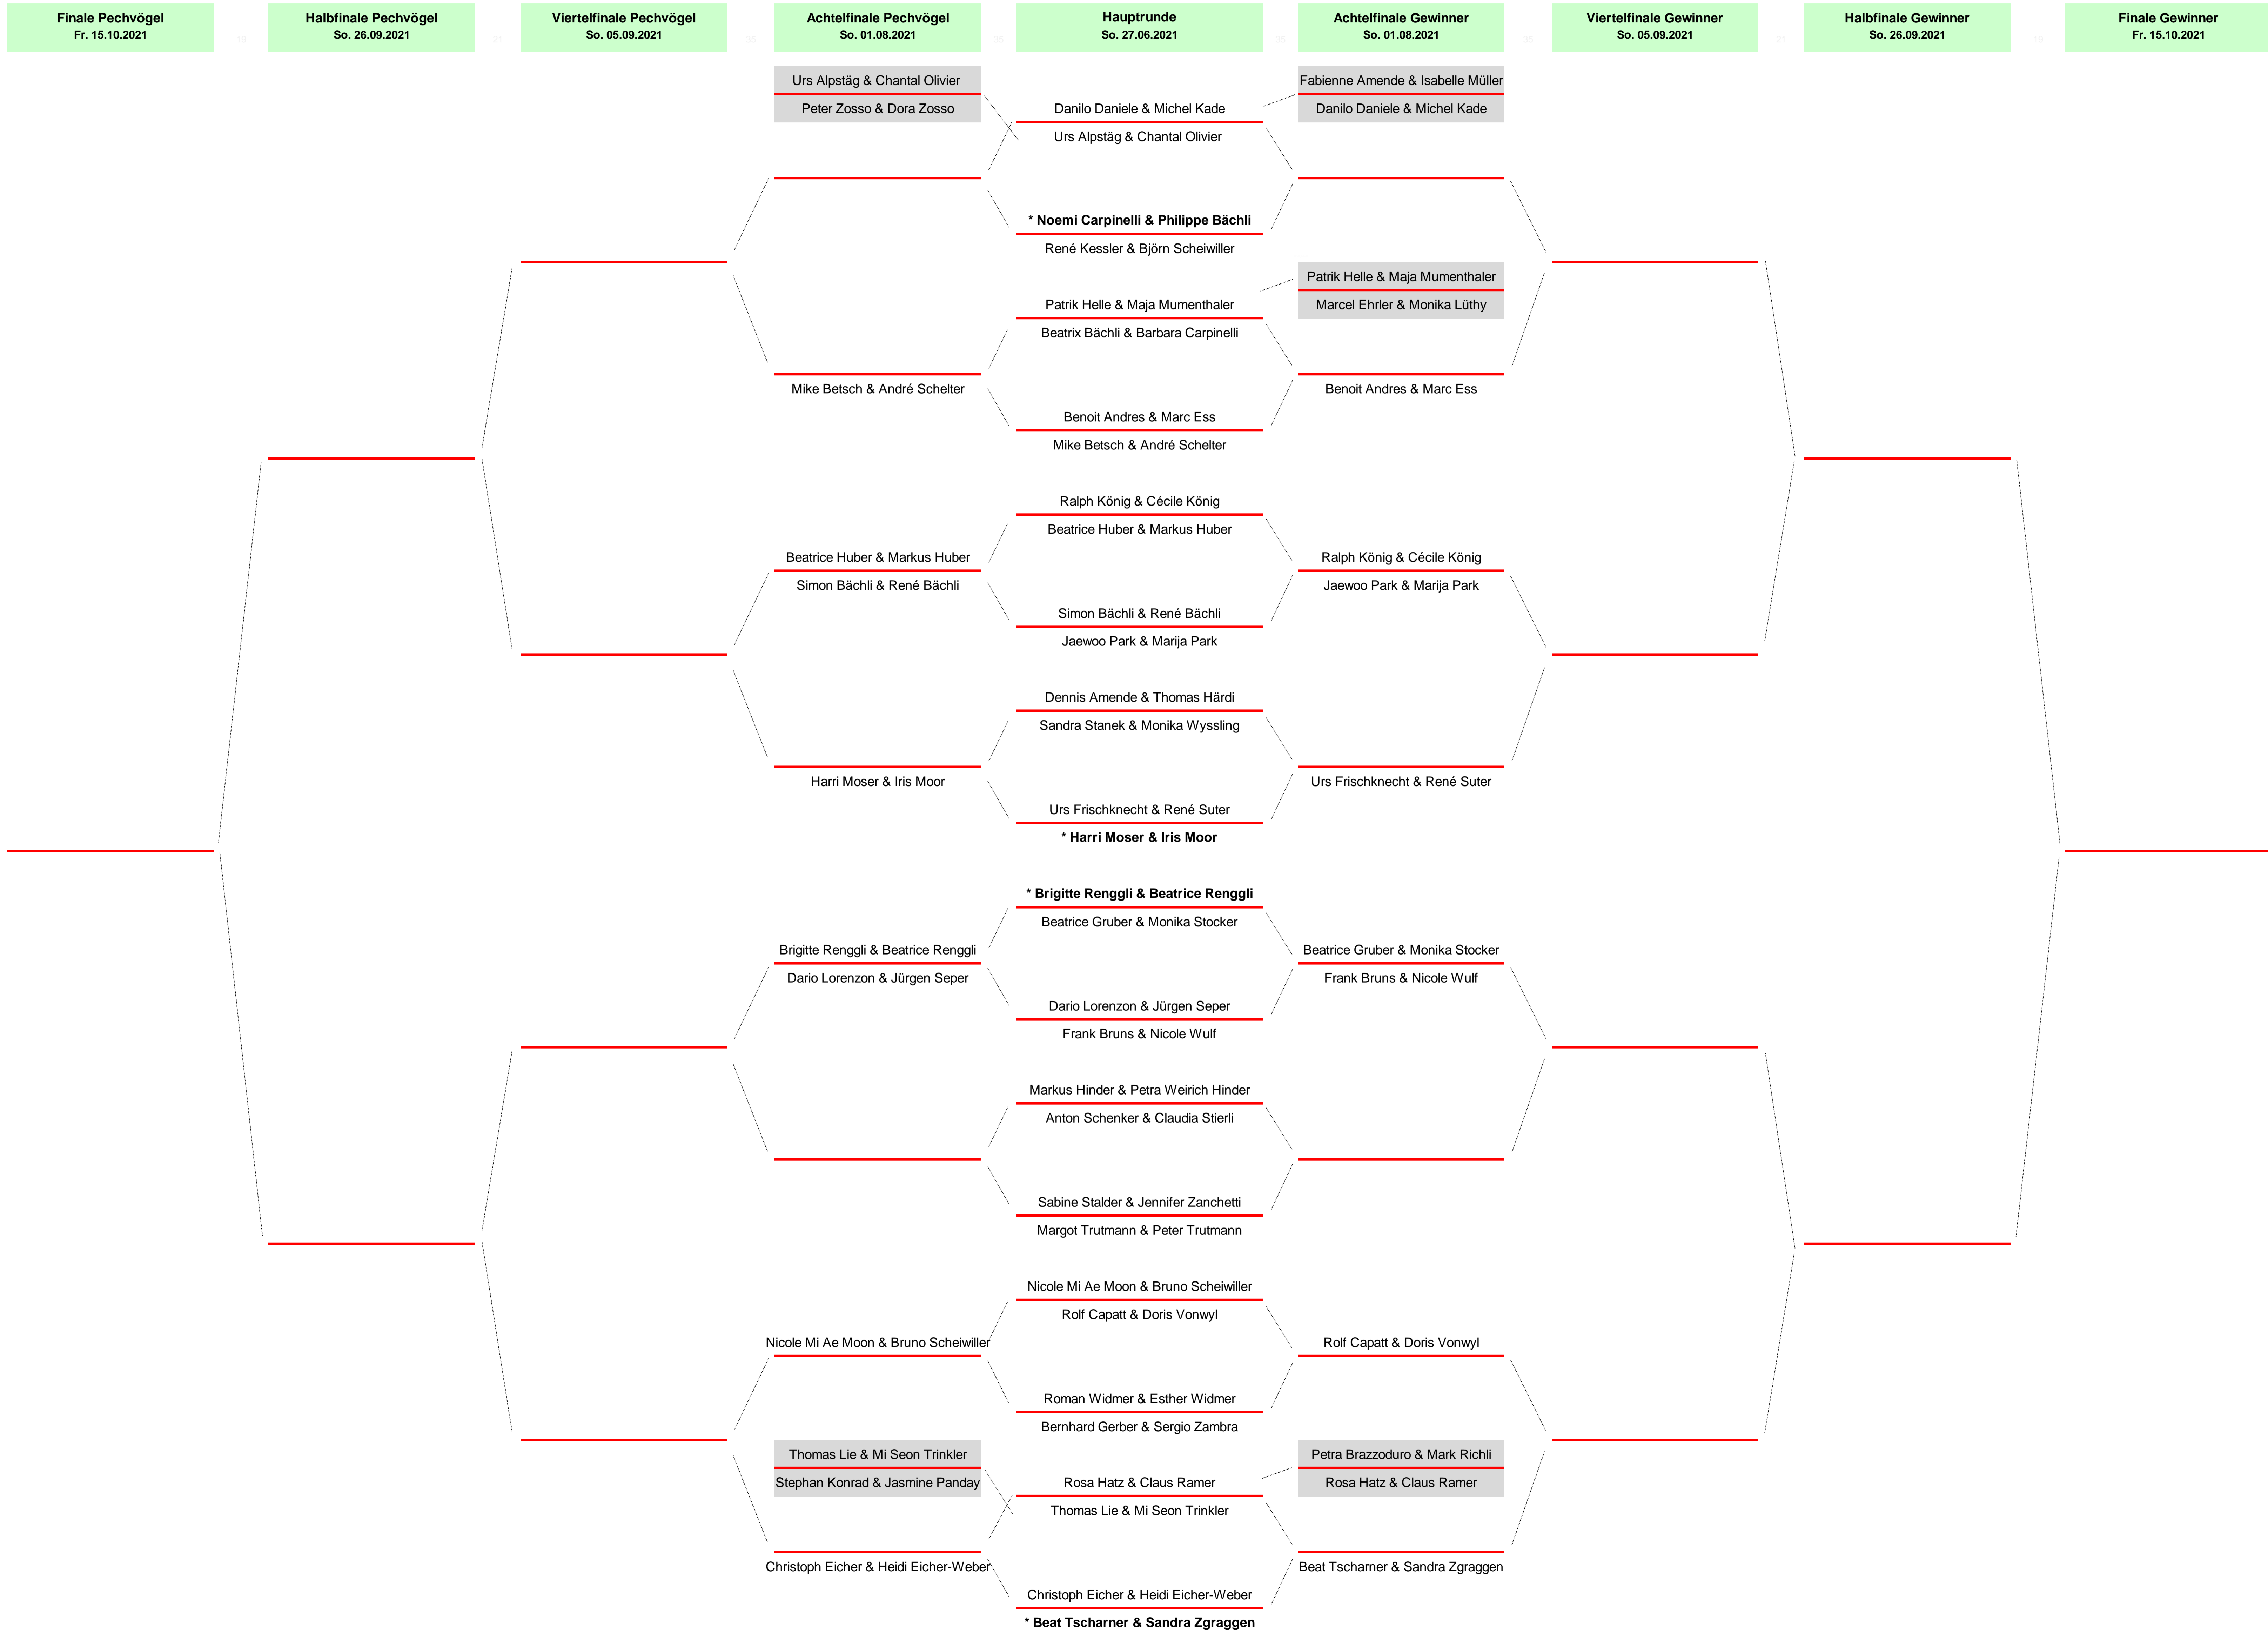 Finale Pechvögel
Fr. 15.10.2021
Halbfinale Pechvögel
So. 26.09.2021
Viertelfinale Pechvögel
So. 05.09.2021
Achtelfinale Pechvögel
So. 01.08.2021
Hauptrunde
So. 27.06.2021
Achtelfinale Gewinner
So. 01.08.2021
Viertelfinale Gewinner
So. 05.09.2021
Halbfinale Gewinner
So. 26.09.2021
Finale Gewinner
Fr. 15.10.2021
Urs Alpstäg & Chantal Olivier
Peter Zosso & Dora Zosso
Mike Betsch & André Schelter
Beatrice Huber & Markus Huber
Simon Bächli & René Bächli
Harri Moser & Iris Moor
Brigitte Renggli & Beatrice Renggli
Dario Lorenzon & Jürgen Seper
Nicole Mi Ae Moon & Bruno Scheiwiller
Thomas Lie & Mi Seon Trinkler
Stephan Konrad & Jasmine Panday
Christoph Eicher & Heidi Eicher-Weber
Danilo Daniele & Michel Kade
Urs Alpstäg & Chantal Olivier
* Noemi Carpinelli & Philippe Bächli
René Kessler & Björn Scheiwiller
Patrik Helle & Maja Mumenthaler
Beatrix Bächli & Barbara Carpinelli
Benoit Andres & Marc Ess
Mike Betsch & André Schelter
Ralph König & Cécile König
Beatrice Huber & Markus Huber
Simon Bächli & René Bächli
Jaewoo Park & Marija Park
Dennis Amende & Thomas Härdi
Sandra Stanek & Monika Wyssling
Urs Frischknecht & René Suter
* Harri Moser & Iris Moor
* Brigitte Renggli & Beatrice Renggli
Beatrice Gruber & Monika Stocker
Dario Lorenzon & Jürgen Seper
Frank Bruns & Nicole Wulf
Markus Hinder & Petra Weirich Hinder
Anton Schenker & Claudia Stierli
Sabine Stalder & Jennifer Zanchetti
Margot Trutmann & Peter Trutmann
Nicole Mi Ae Moon & Bruno Scheiwiller
Rolf Capatt & Doris Vonwyl
Roman Widmer & Esther Widmer
Bernhard Gerber & Sergio Zambra
Rosa Hatz & Claus Ramer
Thomas Lie & Mi Seon Trinkler
Christoph Eicher & Heidi Eicher-Weber
* Beat Tscharner & Sandra Zgraggen
Fabienne Amende & Isabelle Müller
Danilo Daniele & Michel Kade
Patrik Helle & Maja Mumenthaler
Marcel Ehrler & Monika Lüthy
Benoit Andres & Marc Ess
Ralph König & Cécile König
Jaewoo Park & Marija Park
Urs Frischknecht & René Suter
Beatrice Gruber & Monika Stocker
Frank Bruns & Nicole Wulf
Rolf Capatt & Doris Vonwyl
Petra Brazzoduro & Mark Richli
Rosa Hatz & Claus Ramer
Beat Tscharner & Sandra Zgraggen